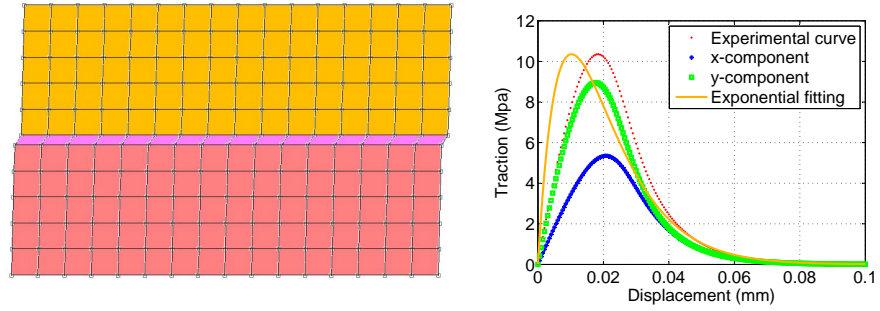 12
10
8
6
4
2
0
Traction (Mpa)
Experimental curve
x-component
y-component
Exponential fitting
0 0.02 0.04 0.06 0.08 0.1
Displacement (mm)